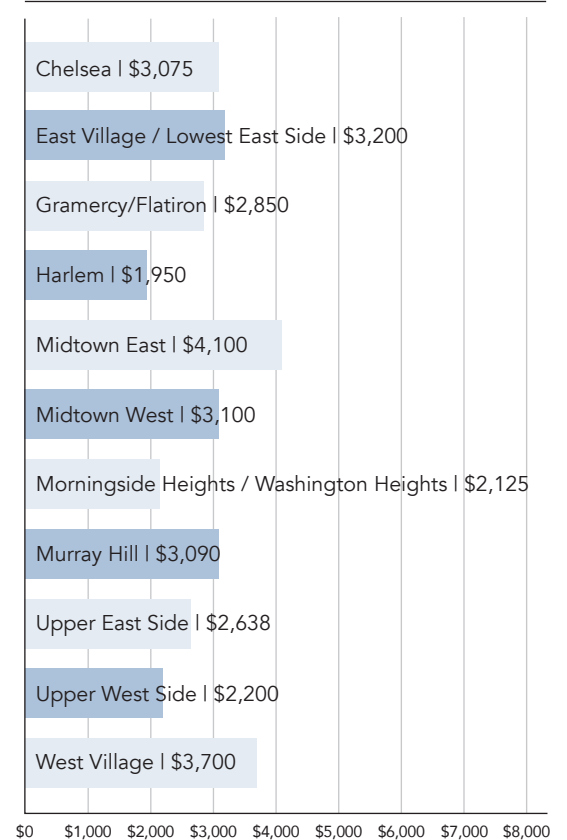 Chelsea | $3,075
East Village / Lowest East Side | $3,200
Gramercy/Flatiron | $2,850
Harlem | $1,950
Midtown East | $4,100
Midtown West | $3,100
Morningside Heights / Washington Heights | $2,125
Murray Hill | $3,090
Upper East Side | $2,638
Upper West Side | $2,200
West Village | $3,700
$0 $1,000 $2,000 $3,000 $4,000 $5,000 $6,000 $7,000 $8,000